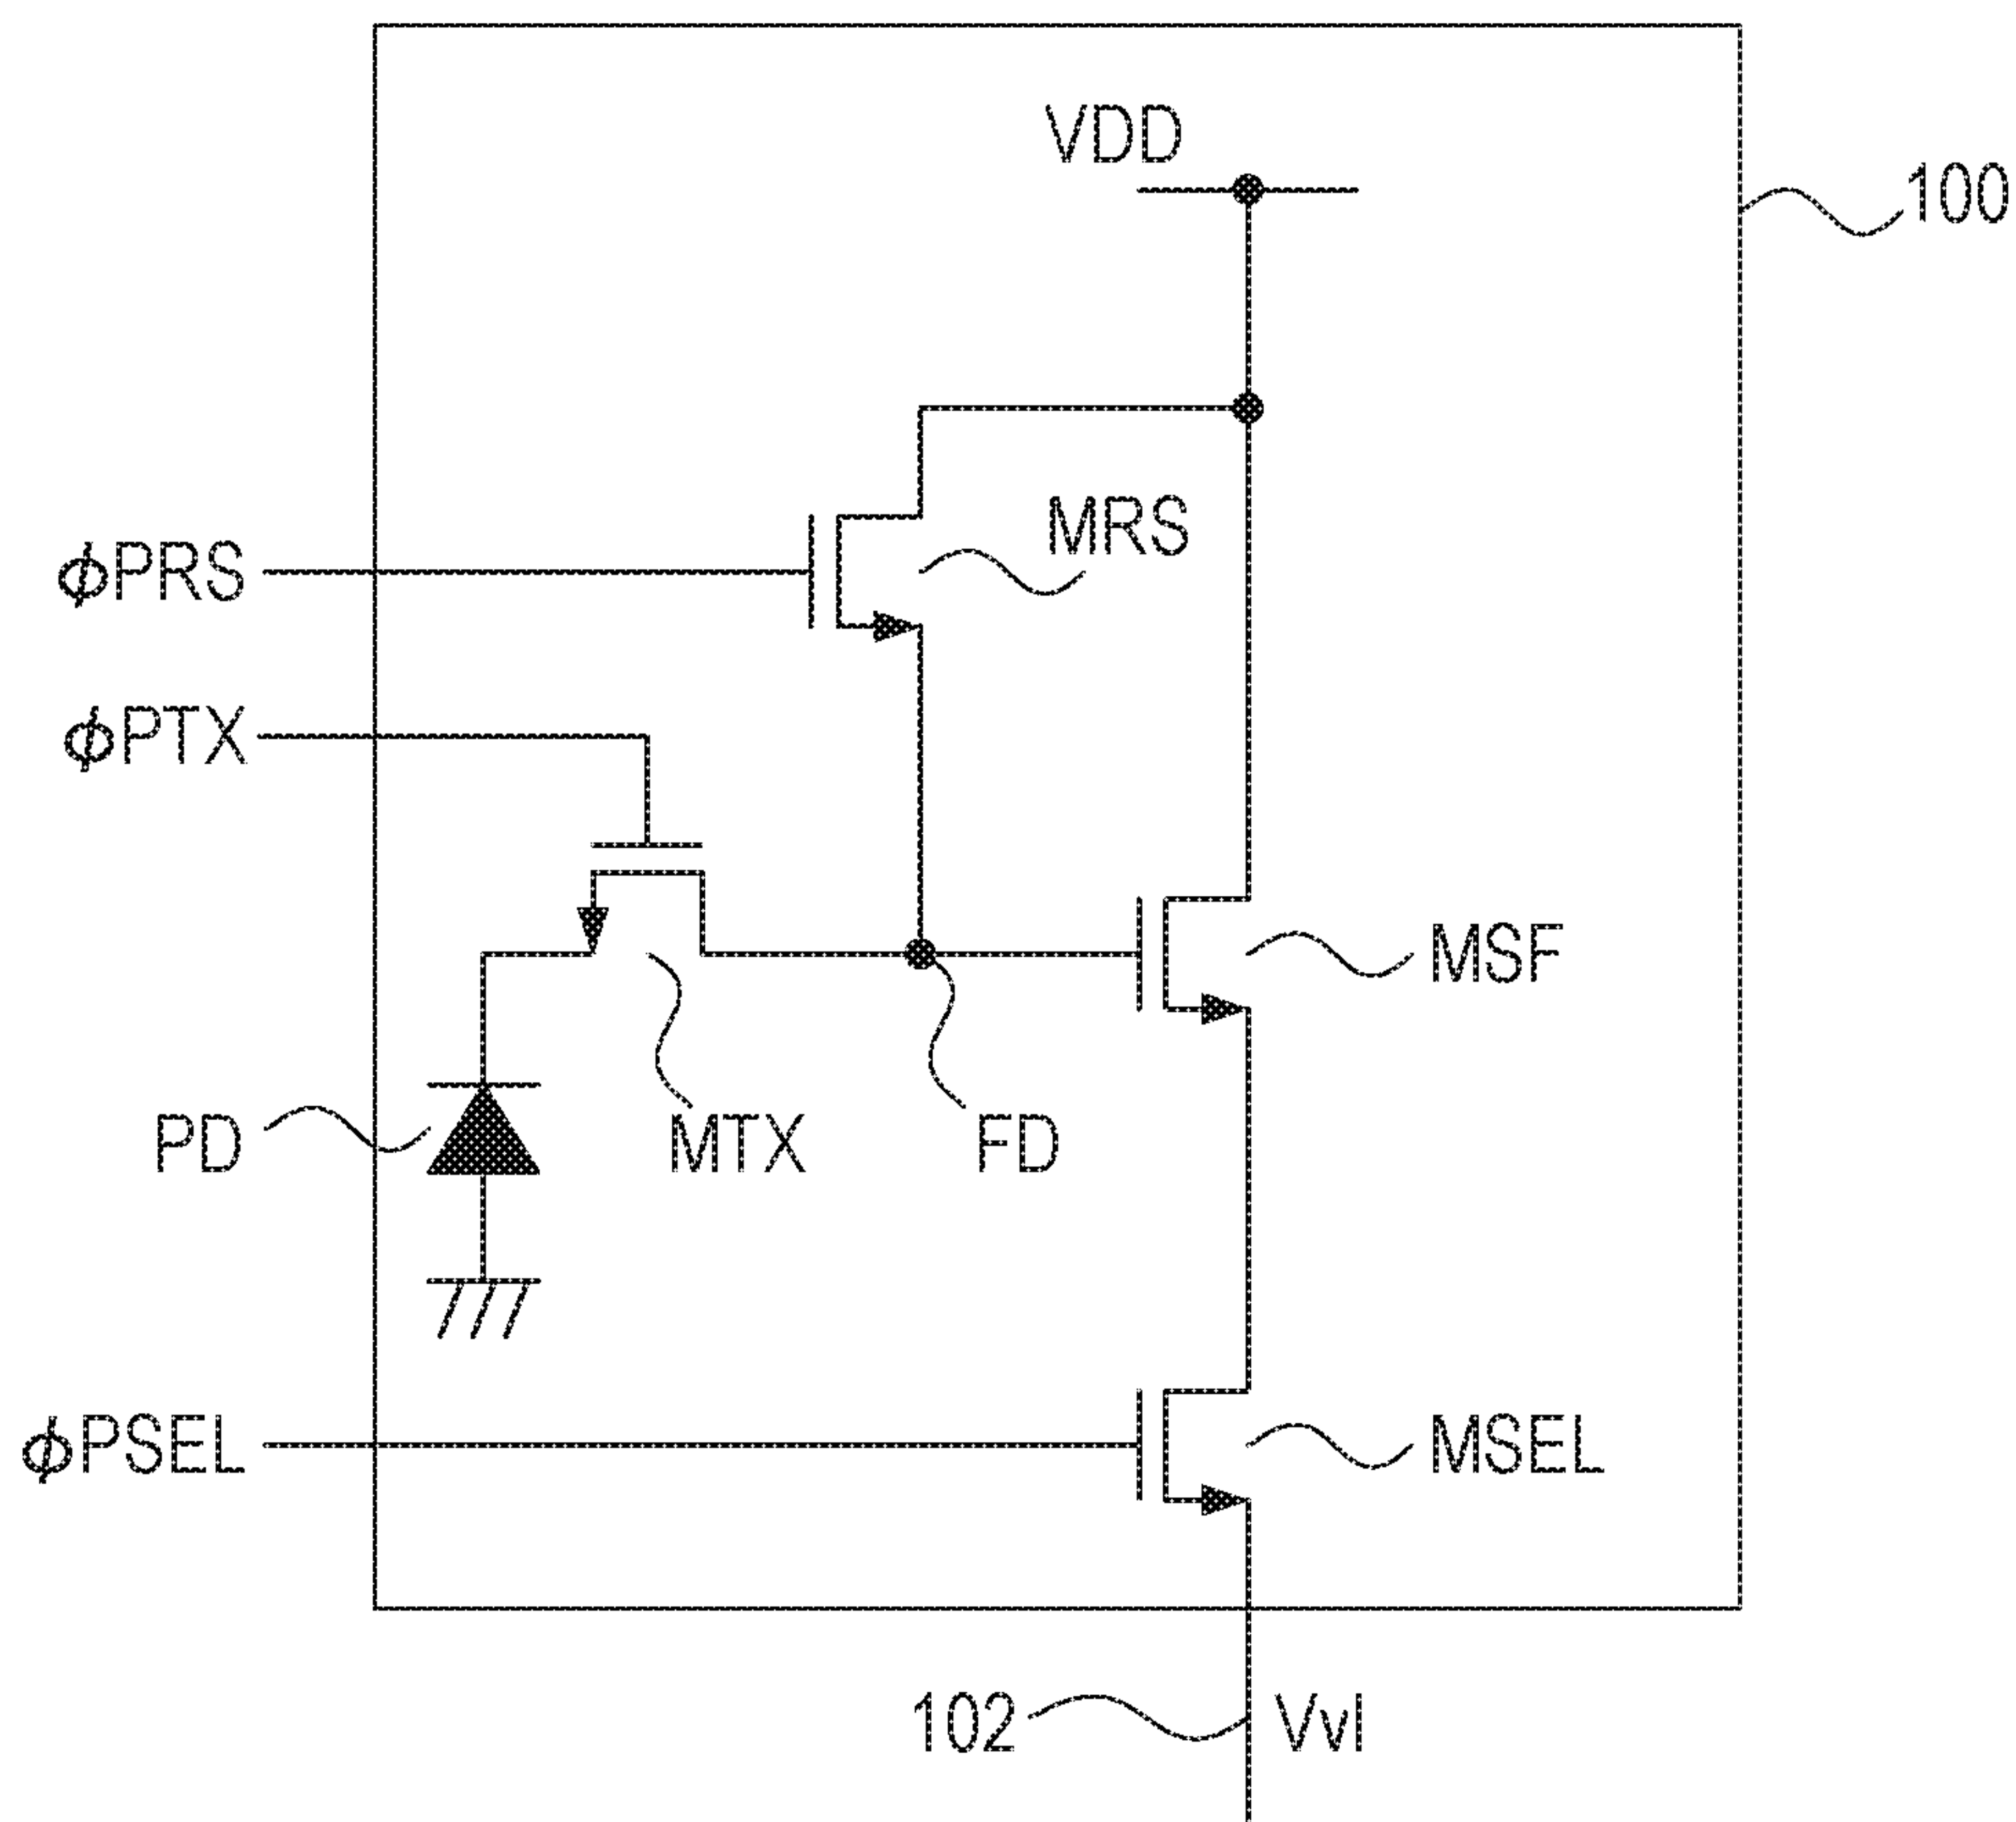 VDD
100
MRS
ϕPRS
ϕPTX
MSF
PD
MTX
FD
ϕPSEL
MSEL
102
Vvl